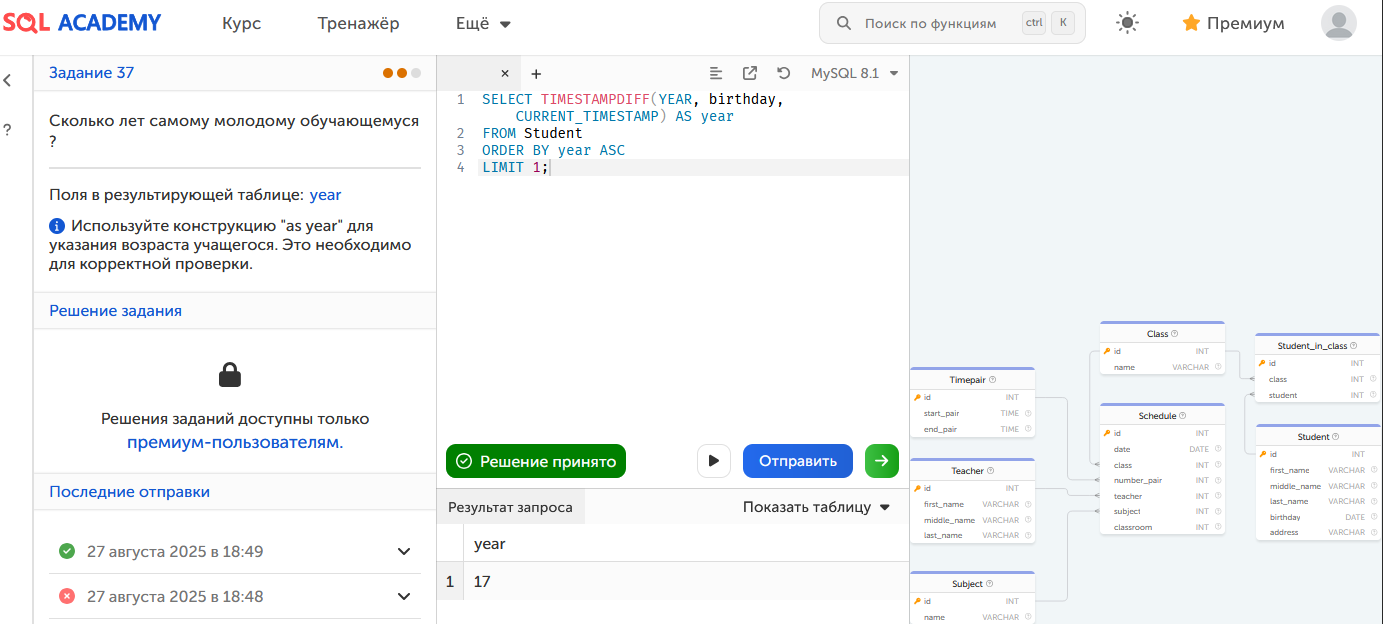 SQL ACADEMY
Курс
Тренажёр
Ещё
Поиск по функциям
ctrl
K
Премиум
Задание 37
?
Сколько лет самому молодому обучающемуся
?
Поля в результирующей таблице: year
Используйте конструкцию "as year" для
указания возраста учащегося. Это необходимо
для корректной проверки.
Решение задания
Решения заданий доступны только
премиум-пользователям.
Последние отправки
27 августа 2025 в 18:49
27 августа 2025 в 18:48
MySQL 8.1
1 SELECT TIMESTAMPDIFF(YEAR, birthday,
CURRENT_TIMESTAMP) AS year
2 FROM Student
3 ORDER BY year ASC
4 LIMIT 1;
Решение принято
Отправить
Результат запроса
Показать таблицу
year
1 17
Timepair
id INT
start_pair TIME
end_pair TIME
Teacher
id INT
first_name VARCHAR
middle_name VARCHAR
last_name VARCHAR
Subject
id INT
name VARCHAR
Class
id INT
name VARCHAR
Schedule
id INT
date DATE
class INT
number_pair INT
teacher INT
subject INT
classroom INT
Student_in_class
id INT
class INT
student INT
Student
id INT
first_name VARCHAR
middle_name VARCHAR
last_name VARCHAR
birthday DATE
address VARCHAR